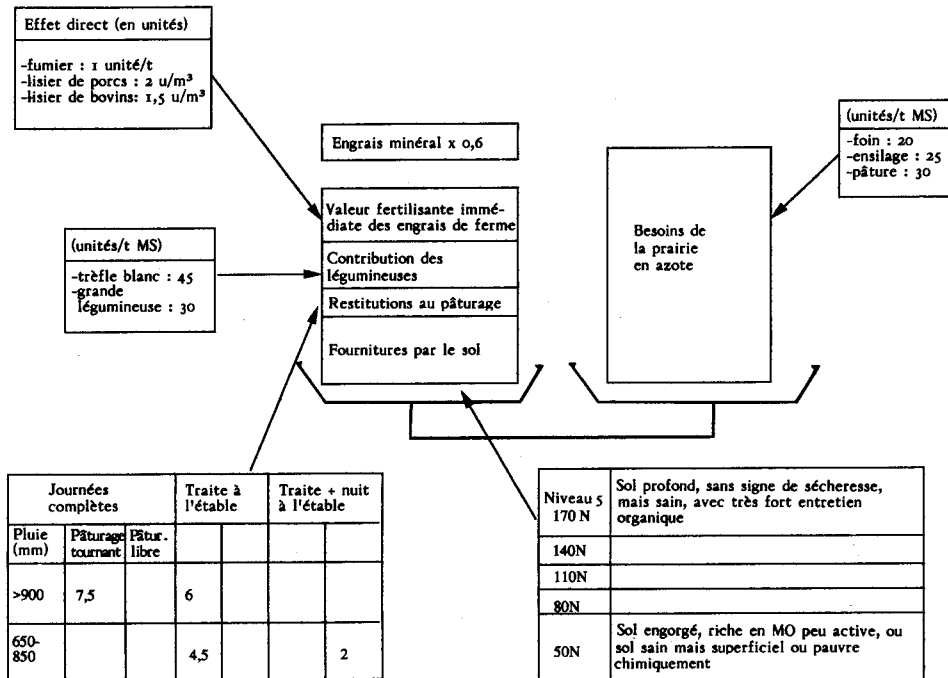 Effet direct (en unités)
-fumier : 1 unité/t
-lisier de porcs : 2 u/m³
-lisier de bovins: 1,5 u/m³
Engrais minéral x 0,6
(unités/t MS)
-foin : 20
-ensilage : 25
-pâture : 30
Valeur fertilisante immé-
diate des engrais de ferme
Contribution des
légumineuses
Restitutions au pâturage
Fournitures par le sol
Besoins de
la prairie
en azote
(unités/t MS)
-trèfle blanc : 45
-grande
légumineuse : 30
Journées
complètes
Traite à
l'étable
Traite + nuit
à l'étable
Pluie
(mm)
Pâturage
tournant
Pâtur.
libre
>900 7,5 6
650-
850 4,5 2
Niveau 5
170 N
Sol profond, sans signe de sécheresse,
mais sain, avec très fort entretien
organique
140N
110N
80N
50N
Sol engorgé, riche en MO peu active, ou
sol sain mais superficiel ou pauvre
chimiquement